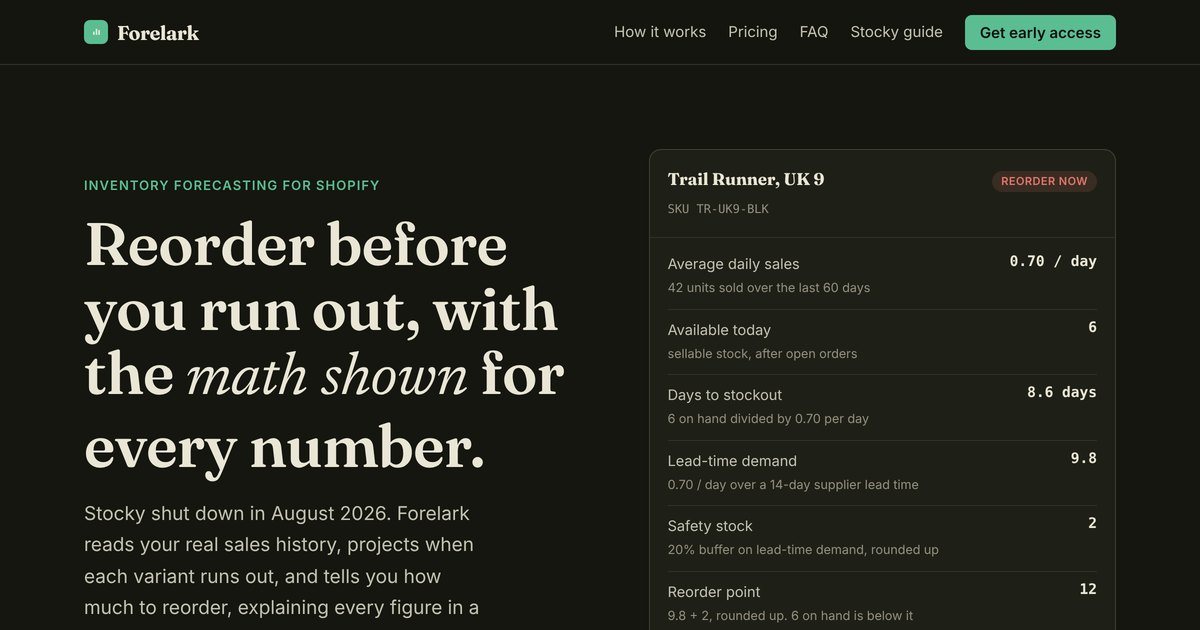 Forelark
How it works
Pricing
FAQ
Stocky guide
Get early access
INVENTORY FORECASTING FOR SHOPIFY
Reorder before
you run out, with
the math shown for
every number.
Stocky shut down in August 2026. Forelark
reads your real sales history, projects when
each variant runs out, and tells you how
much to reorder, explaining every figure in a
Trail Runner, UK 9
REORDER NOW
SKU TR-UK9-BLK
Average daily sales
0.70 / day
42 units sold over the last 60 days
Available today
6
sellable stock, after open orders
Days to stockout
8.6 days
6 on hand divided by 0.70 per day
Lead-time demand
9.8
0.70 / day over a 14-day supplier lead time
Safety stock
2
20% buffer on lead-time demand, rounded up
Reorder point
12
9.8 + 2, rounded up. 6 on hand is below it